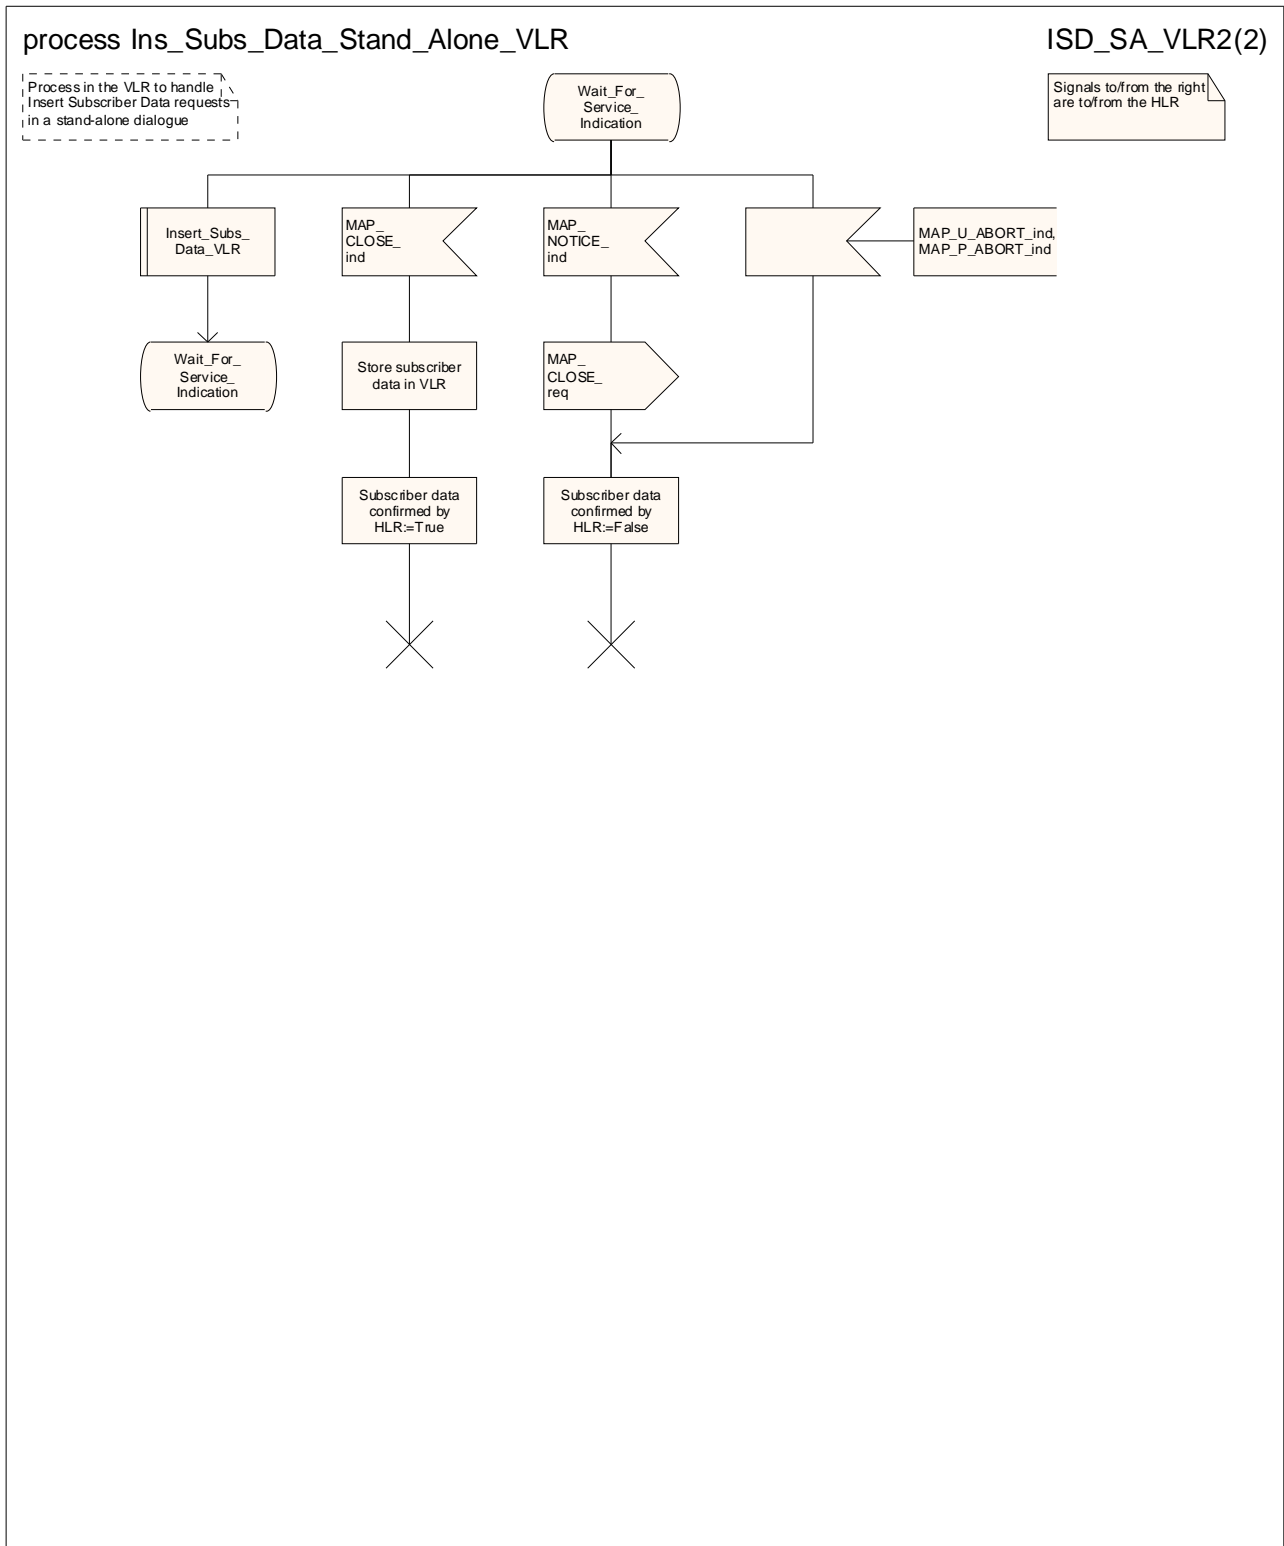 process Ins_Subs_Data_Stand_Alone_VLR
ISD_SA_VLR2(2)
Process in the VLR to handle
Insert Subscriber Data requests
in a stand-alone dialogue
Wait_For_
Service_
Indication
Signals to/from the right
are to/from the HLR
Insert_Subs_
Data_VLR
MAP_
CLOSE_
ind
MAP_
NOTICE_
ind
MAP_U_ABORT_ind,
MAP_P_ABORT_ind
Wait_For_
Service_
Indication
Store subscriber
data in VLR
MAP_
CLOSE_
req
Subscriber data
confirmed by
HLR:=True
Subscriber data
confirmed by
HLR:=False